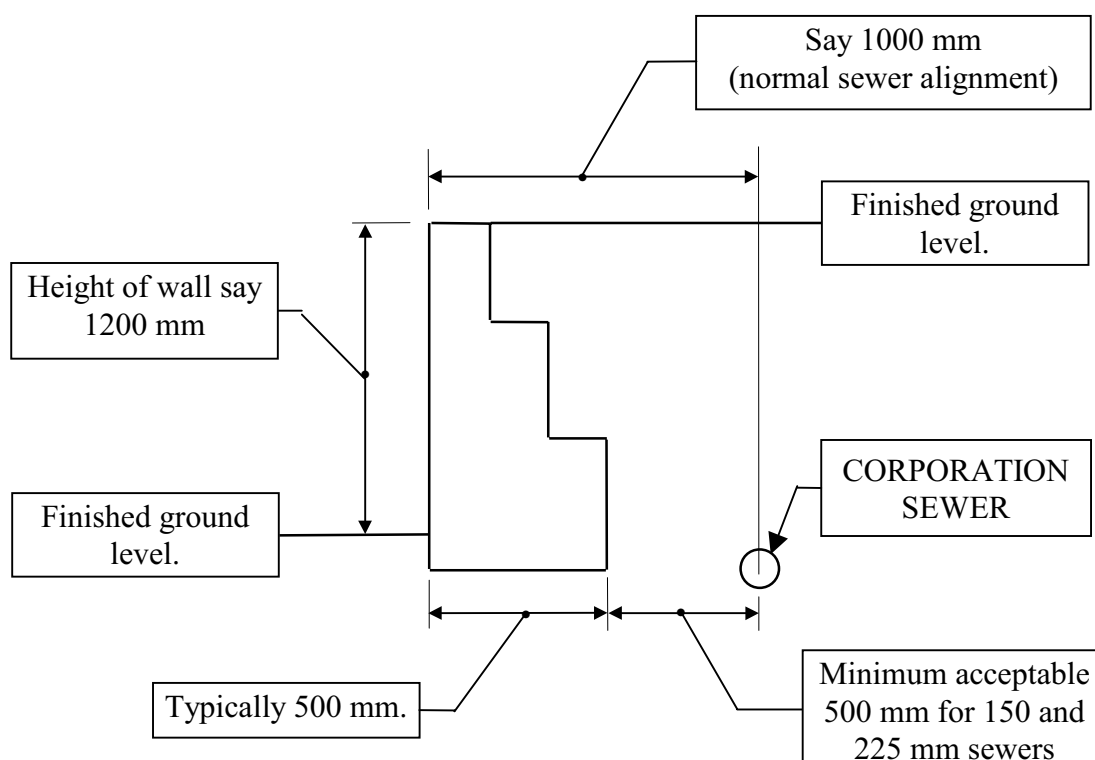 Say 1000 mm
(normal sewer alignment)
Finished ground
level.
Height of wall say
1200 mm
CORPORATION
SEWER
Finished ground
level.
Typically 500 mm.
Minimum acceptable
500 mm for 150 and
225 mm sewers